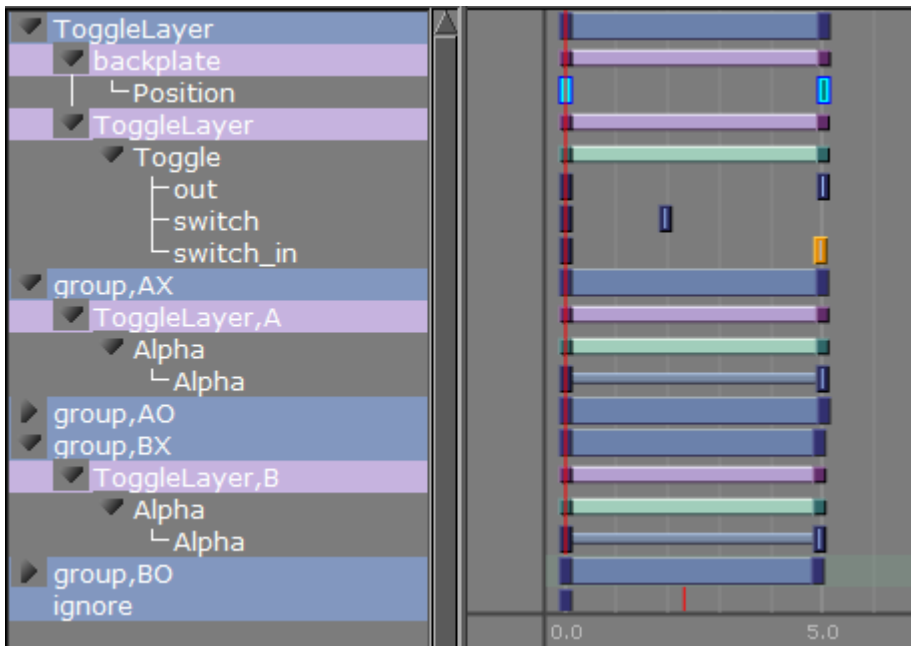 ToggleLayer
backplate
Position
ToggleLayer
Toggle
out
switch
switch_in
group,AX
ToggleLayer,A
Alpha
Alpha
group,AO
group,BX
ToggleLayer,B
Alpha
Alpha
group,BO
ignore
0.0 5.0